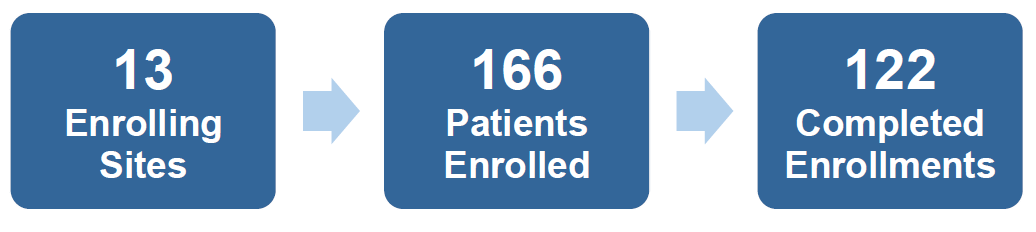 13
Enrolling
Sites
166
Patients
Enrolled
122
Completed
Enrollments